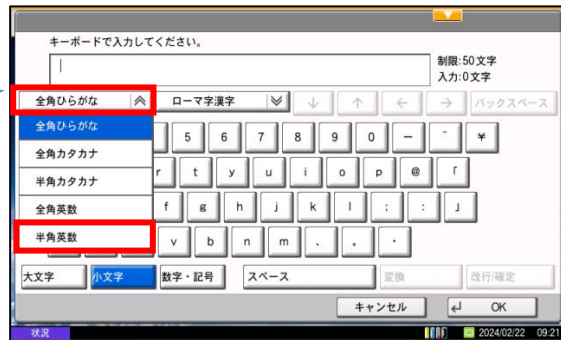 キーボードで入力してください。
制限:50文字
入力:0文字
全角ひらがな ローマ字漢字 ↓ ↑ ← → バックスペース
全角ひらがな 5 6 7 8 9 0 － ＾ ￥
全角カタカナ
半角カタカナ r t y u i o p @ 「
全角英数 f g h j k l ; : 」
半角英数 v b n m 、 。 ・
大文字 小文字 数字・記号 スペース 変換 改行/確定
キャンセル OK
状況 2024/02/22 09:21